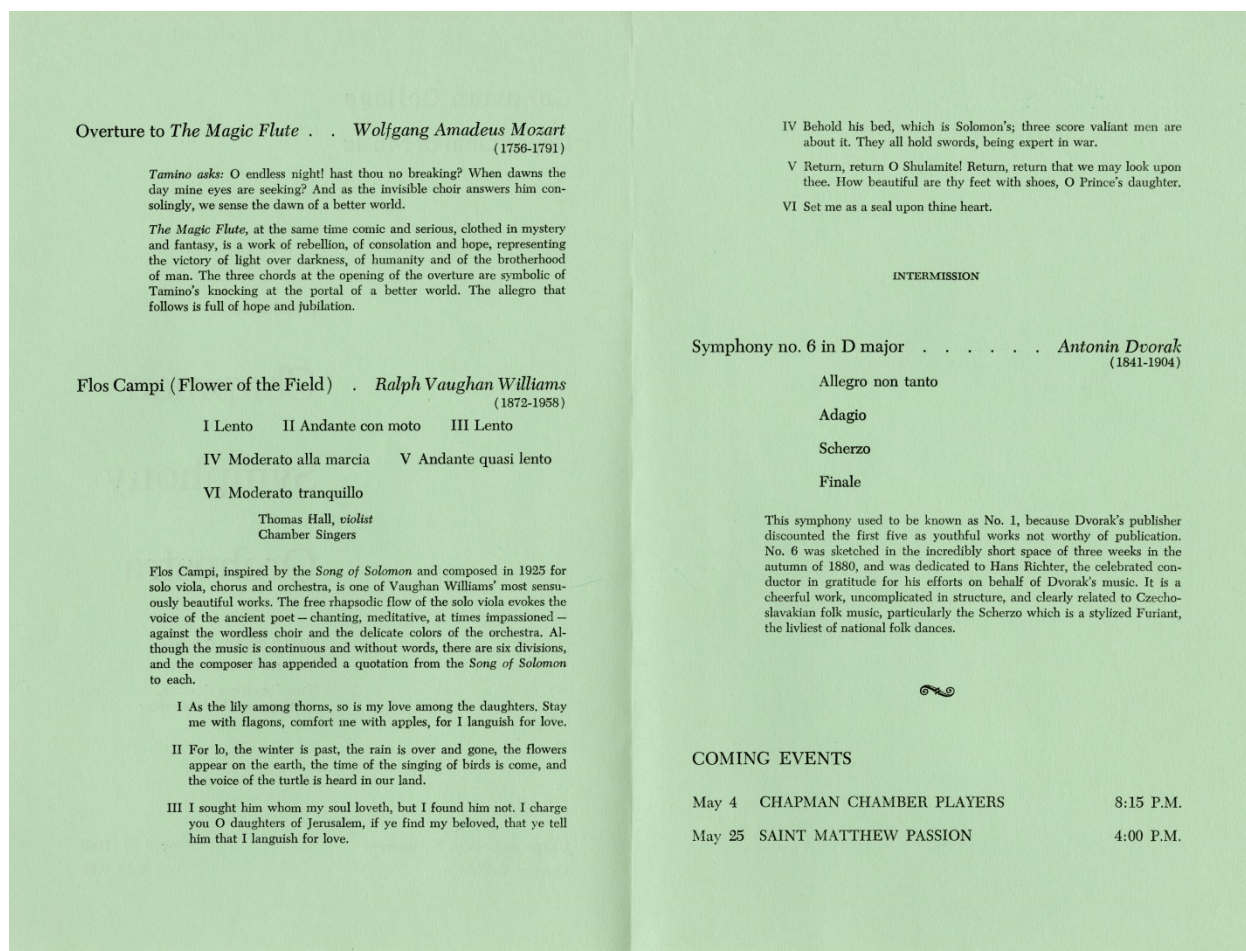 Overture to The Magic Flute . . Wolfgang Amadeus Mozart
(1756-1791)
Tamino asks: O endless night! hast thou no breaking? When dawns the
day mine eyes are seeking? And as the invisible choir answers him con-
solingly, we sense the dawn of a better world.
The Magic Flute, at the same time comic and serious, clothed in mystery
and fantasy, is a work of rebellion, of consolation and hope, representing
the victory of light over darkness, of humanity and of the brotherhood
of man. The three chords at the opening of the overture are symbolic of
Tamino's knocking at the portal of a better world. The allegro that
follows is full of hope and jubilation.
Flos Campi (Flower of the Field) . Ralph Vaughan Williams
(1872-1958)
I Lento II Andante con moto III Lento
IV Moderato alla marcia V Andante quasi lento
VI Moderato tranquillo
Thomas Hall, violist
Chamber Singers
Flos Campi, inspired by the Song of Solomon and composed in 1925 for
solo viola, chorus and orchestra, is one of Vaughan Williams' most sensu-
ously beautiful works. The free rhapsodic flow of the solo viola evokes the
voice of the ancient poet — chanting, meditative, at times impassioned —
against the wordless choir and the delicate colors of the orchestra. Al-
though the music is continuous and without words, there are six divisions,
and the composer has appended a quotation from the Song of Solomon
to each.
I As the lily among thorns, so is my love among the daughters. Stay
me with flagons, comfort me with apples, for I languish for love.
II For lo, the winter is past, the rain is over and gone, the flowers
appear on the earth, the time of the singing of birds is come, and
the voice of the turtle is heard in our land.
III I sought him whom my soul loveth, but I found him not. I charge
you O daughters of Jerusalem, if ye find my beloved, that ye tell
him that I languish for love.
IV Behold his bed, which is Solomon's; three score valiant men are
about it. They all hold swords, being expert in war.
V Return, return O Shulamite! Return, return that we may look upon
thee. How beautiful are thy feet with shoes, O Prince's daughter.
VI Set me as a seal upon thine heart.
INTERMISSION
Symphony no. 6 in D major . . . . . . Antonin Dvorak
(1841-1904)
Allegro non tanto
Adagio
Scherzo
Finale
This symphony used to be known as No. 1, because Dvorak's publisher
discounted the first five as youthful works not worthy of publication.
No. 6 was sketched in the incredibly short space of three weeks in the
autumn of 1880, and was dedicated to Hans Richter, the celebrated con-
ductor in gratitude for his efforts on behalf of Dvorak's music. It is a
cheerful work, uncomplicated in structure, and clearly related to Czecho-
slavakian folk music, particularly the Scherzo which is a stylized Furiant,
the livliest of national folk dances.
COMING EVENTS
May 4 CHAPMAN CHAMBER PLAYERS 8:15 P.M.
May 25 SAINT MATTHEW PASSION 4:00 P.M.